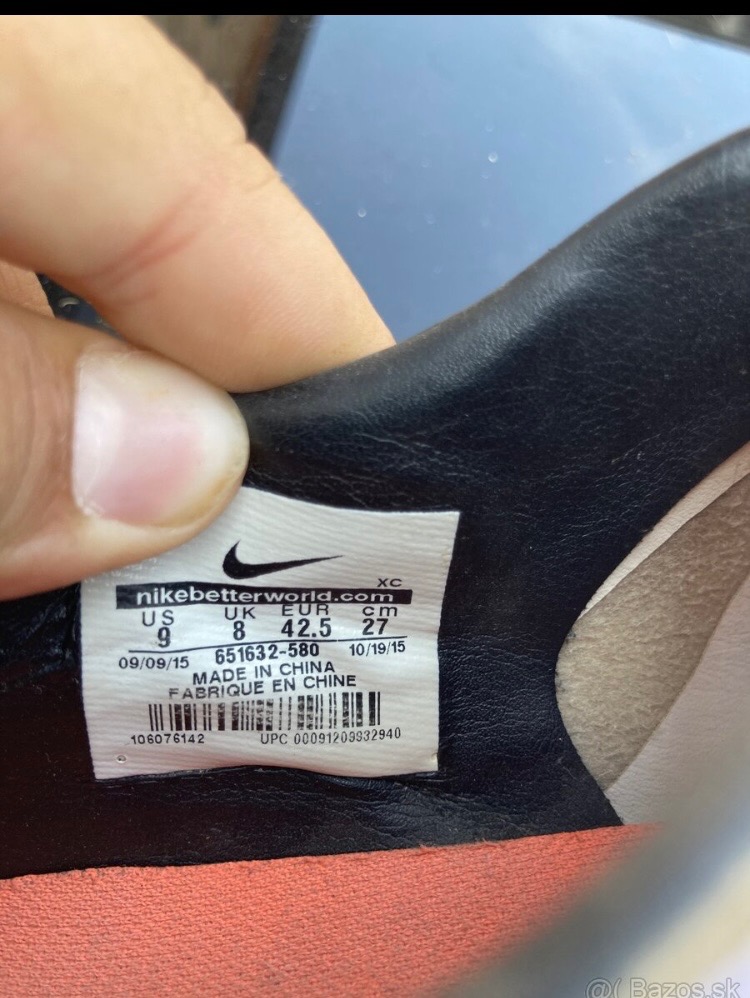 XC
nikebetterworld.com
US UK EUR cm
9 8 42.5 27
09/09/15 651632-580 10/19/15
MADE IN CHINA
FABRIQUE EN CHINE
106076142 UPC 00091209932940
@( Bazos.sk